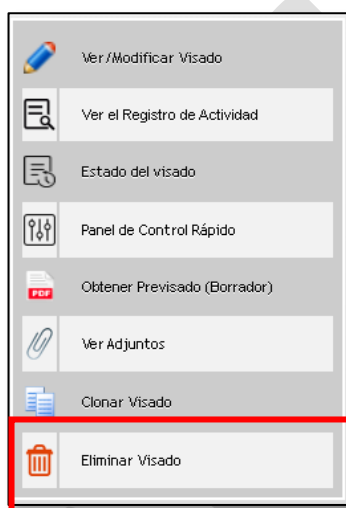 Ver/Modificar Visado
Ver el Registro de Actividad
Estado del visado
Panel de Control Rápido
PDF
Obtener Previsado (Borrador)
Ver Adjuntos
Clonar Visado
Eliminar Visado